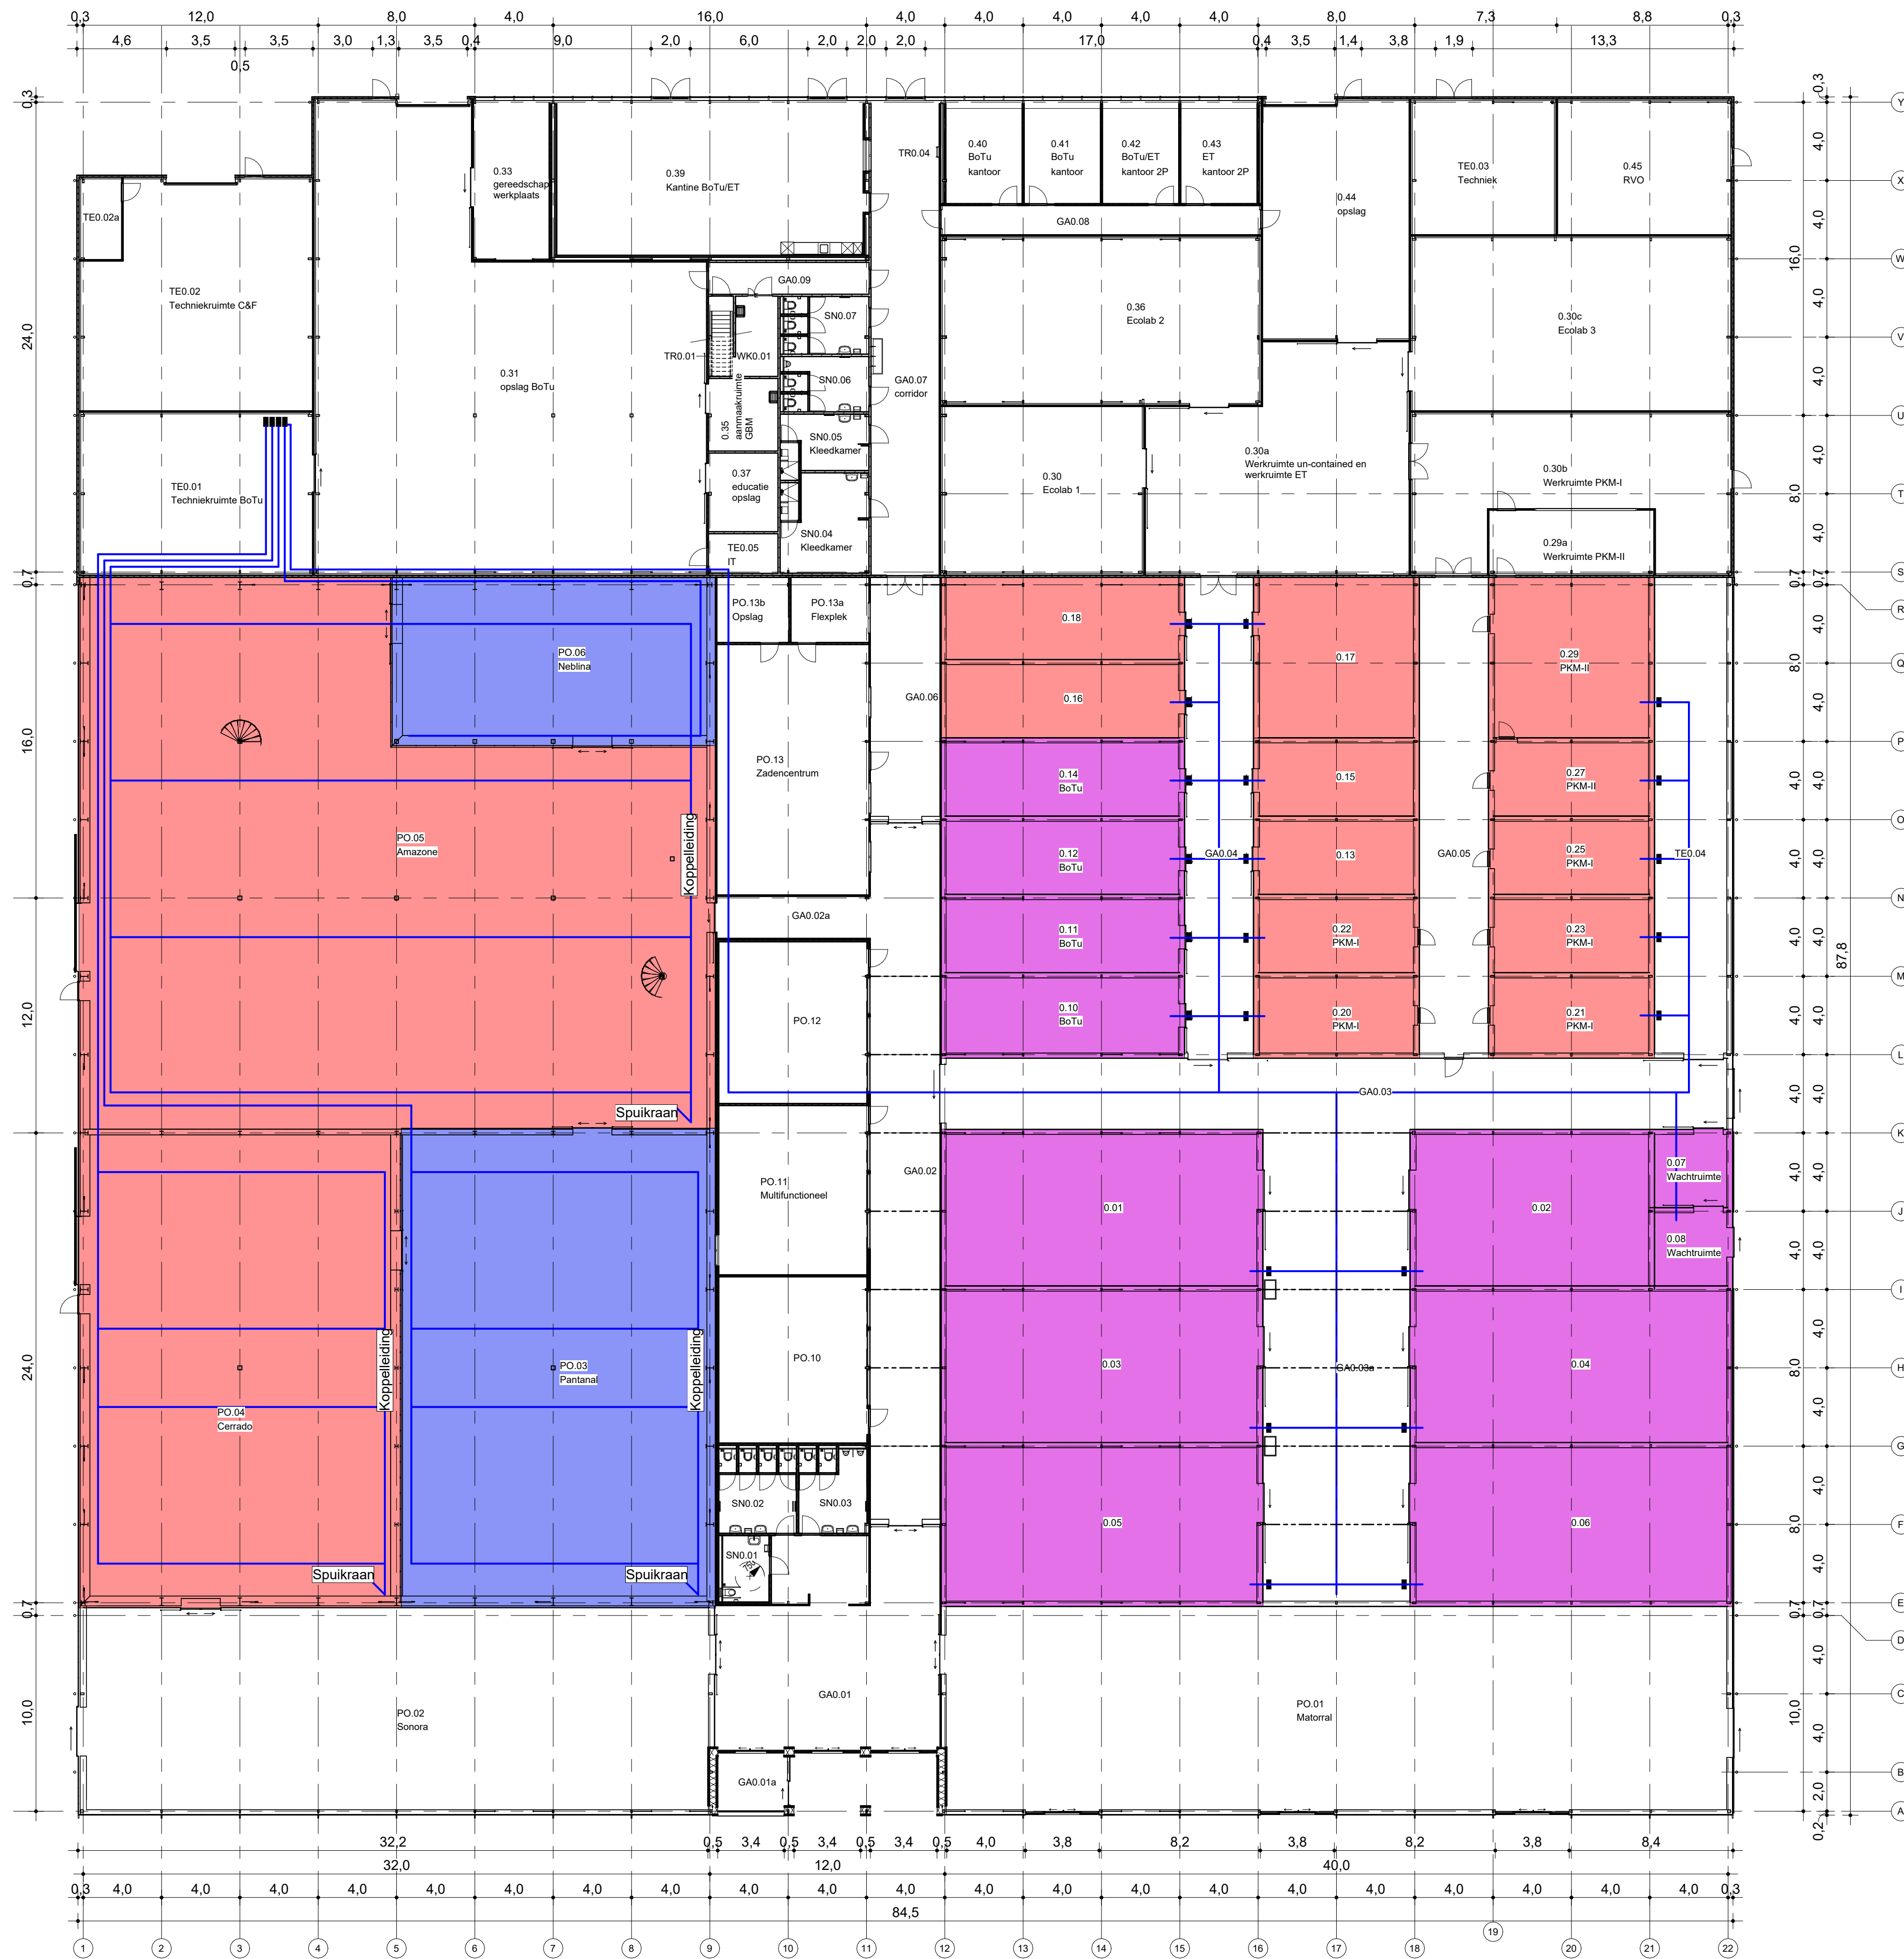 0,3 12,0 8,0 4,0 16,0 4,0 4,0 4,0 4,0 4,0 8,0 7,3 8,8 0,3
4,6 3,5 3,5 3,0 1,3 3,5 0,4 9,0 2,0 6,0 2,0 2,0 2,0 17,0 0,4 3,5 1,4 3,8 1,9 13,3
0,5
0,3
24,0
0,7
16,0
12,0
24,0
0,7
10,0
TE0.02a
TE0.02
Techniekruimte C&F
TE0.01
Techniekruimte BoTu
0.31
opslag BoTu
0.33
gereedschap
werkplaats
0.39
Kantine BoTu/ET
TR0.04
0.40
BoTu
kantoor
0.41
BoTu
kantoor
0.42
BoTu/ET
kantoor 2P
0.43
ET
kantoor 2P
0.44
opslag
TE0.03
Techniek
0.45
RVO
GA0.08
GA0.09
SN0.07
TR0.01
WK0.01
SN0.06
GA0.07
corridor
0.35
aanmaakruimte
GBM
SN0.05
Kleedkamer
0.37
educatie
opslag
SN0.04
Kleedkamer
TE0.05
IT
0.36
Ecolab 2
0.30c
Ecolab 3
0.30
Ecolab 1
0.30a
Werkruimte un-contained en
werkruimte ET
0.30b
Werkruimte PKM-I
0.29a
Werkruimte PKM-II
PO.13b
Opslag
PO.13a
Flexplek
PO.06
Neblina
GA0.06
PO.13
Zadencentrum
PO.05
Amazone
Koppelleiding
GA0.02a
PO.12
Spuikraan
0.18
0.17
0.29
PKM-II
0.16
0.14
BoTu
0.15
0.27
PKM-II
0.12
BoTu
GA0.04
0.13
GA0.05
0.25
PKM-I
TE0.04
0.11
BoTu
0.22
PKM-I
0.23
PKM-I
0.10
BoTu
0.20
PKM-I
0.21
PKM-I
GA0.03
GA0.02
PO.11
Multifunctioneel
0.01
0.02
0.07
Wachtruimte
0.08
Wachtruimte
Koppelleiding
Koppelleiding
PO.03
Pantanal
PO.10
0.03
GA0.03a
0.04
PO.04
Cerrado
SN0.02
SN0.03
0.05
0.06
SN0.01
750
Spuikraan
Spuikraan
GA0.01
PO.02
Sonora
PO.01
Matorral
GA0.01a
0,3
4,0
4,0
16,0
4,0
4,0
4,0
8,0
4,0
0,7
0,7
4,0
8,0
4,0
4,0
4,0
4,0
4,0
4,0
4,0
4,0
4,0
87,8
4,0
4,0
4,0
4,0
4,0
4,0
4,0
8,0
4,0
4,0
8,0
4,0
0,7
0,7
4,0
10,0
4,0
2,0
0,2
Y
X
W
V
U
T
S
R
Q
P
O
N
M
L
K
J
I
H
G
F
E
D
C
B
A
32,2 0,5 3,4 0,5 3,4 0,5 3,4 0,5 4,0 3,8 8,2 3,8 8,2 3,8 8,4
32,0 12,0 40,0
0,3 4,0 4,0 4,0 4,0 4,0 4,0 4,0 4,0 4,0 4,0 4,0 4,0 4,0 4,0 4,0 4,0 4,0 4,0 4,0 4,0 4,0 0,3
84,5
1 2 3 4 5 6 7 8 9 10 11 12 13 14 15 16 17 18 19 20 21 22